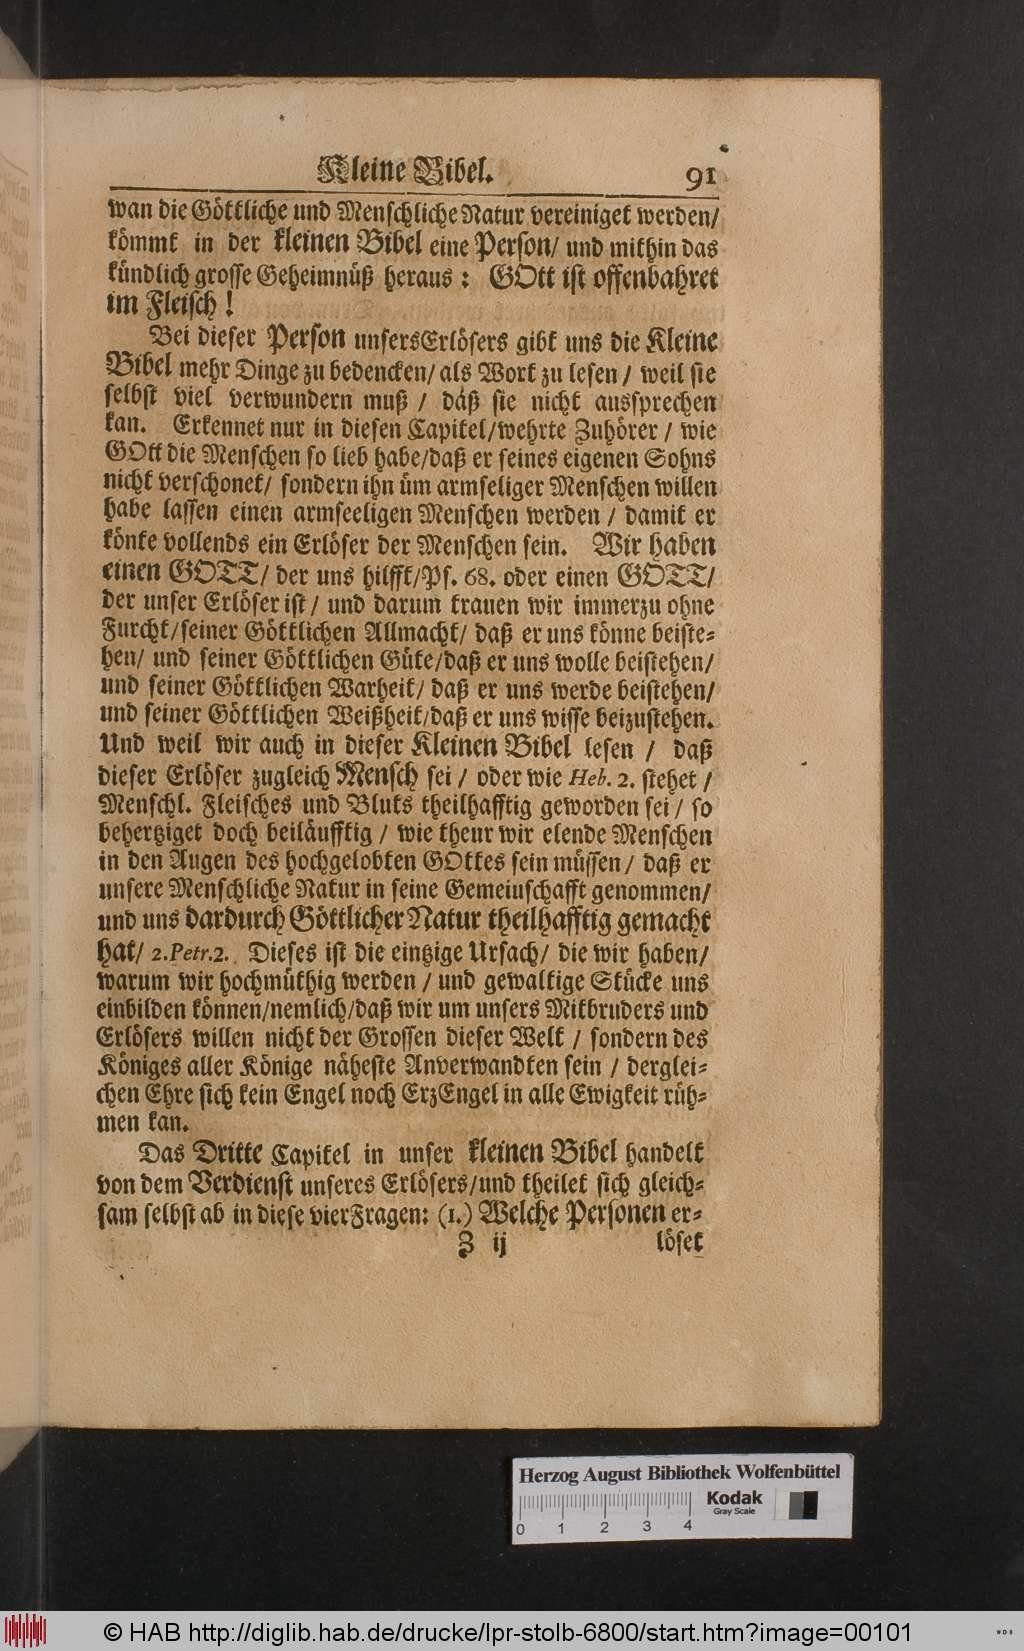 Kleine Bibel. 91
wan die Göttliche und Menschliche Natur vereiniget werden/
kömmt in der kleinen Bibel eine Person/ und mithin das
kündlich grosse Geheimnüß heraus: GOtt ist offenbahret
im Fleisch!
Bei dieser Person unsersErlösers gibt uns die Kleine
Bibel mehr Dinge zu bedencken/ als Wort zu lesen/ weil sie
selbst viel verwundern muß/ däß sie nicht aussprechen
kan. Erkennet nur in diesen Capitel/wehrte Zuhörer/ wie
GOtt die Menschen so lieb habe/daß er seines eigenen Sohns
nicht verschonet/ sondern ihn üm armseliger Menschen willen
habe lassen einen armseeligen Menschen werden/ damit er
könte vollends ein Erlöser der Menschen sein. Wir haben
einen GOTT/ der uns hilfft/Ps. 68. oder einen GOTT/
der unser Erlöser ist/ und darum trauen wir immerzu ohne
Furcht/seiner Göttlichen Allmacht/ daß er uns könne beiste-
hen/ und seiner Göttlichen Güte/daß er uns wolle beistehen/
und seiner Göttlichen Warheit/ daß er uns werde beistehen/
und seiner Göttlichen Weißheit/daß er uns wisse beizustehen.
Und weil wir auch in dieser Kleinen Bibel lesen/ daß
dieser Erlöser zugleich Mensch sei/ oder wie Heb. 2. stehet/
Menschl. Fleisches und Bluts theilhafftig geworden sei/ so
behertziget doch beiläufftig/ wie theur wir elende Menschen
in den Augen des hochgelobten GOttes sein müssen/ daß er
unsere Menschliche Natur in seine Gemeiuschafft genommen/
und uns dardurch Göttlicher Natur theilhafftig gemacht
hat/ 2.Petr.2. Dieses ist die eintzige Ursach/ die wir haben/
warum wir hochmüthig werden/ und gewaltige Stücke uns
einbilden können/nemlich/daß wir um unsers Mitbruders und
Erlösers willen nicht der Grossen dieser Welt/ sondern des
Königes aller Könige näheste Anverwandten sein/ derglei-
chen Ehre sich kein Engel noch ErzEngel in alle Ewigkeit rüh-
men kan.
Das Dritte Capitel in unser kleinen Bibel handelt
von dem Verdienst unseres Erlösers/und theilet sich gleich-
sam selbst ab in diese vierFragen: (1.) Welche Personen er-
Z ij löset
Herzog August Bibliothek Wolfenbüttel
Kodak
Gray Scale
0 1 2 3 4
© HAB http://diglib.hab.de/drucke/lpr-stolb-6800/start.htm?image=00101